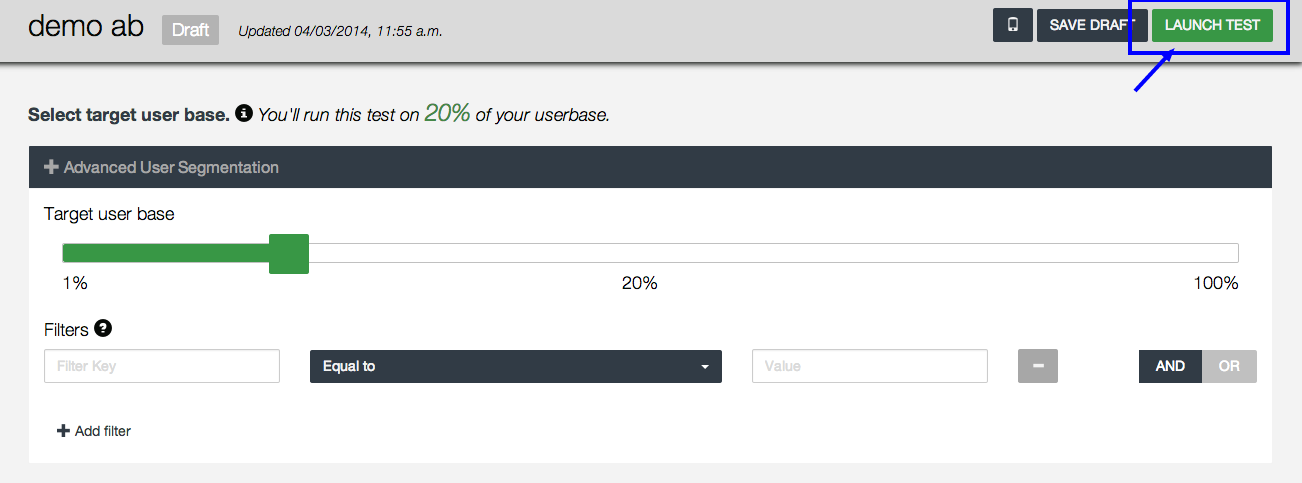 demo ab Draft Updated 04/03/2014, 11:55 a.m. SAVE DRAFT LAUNCH TEST
Select target user base. You'll run this test on 20% of your userbase.
Advanced User Segmentation
Target user base
1% 20% 100%
Filters
Filter Key Equal to Value AND OR
Add filter